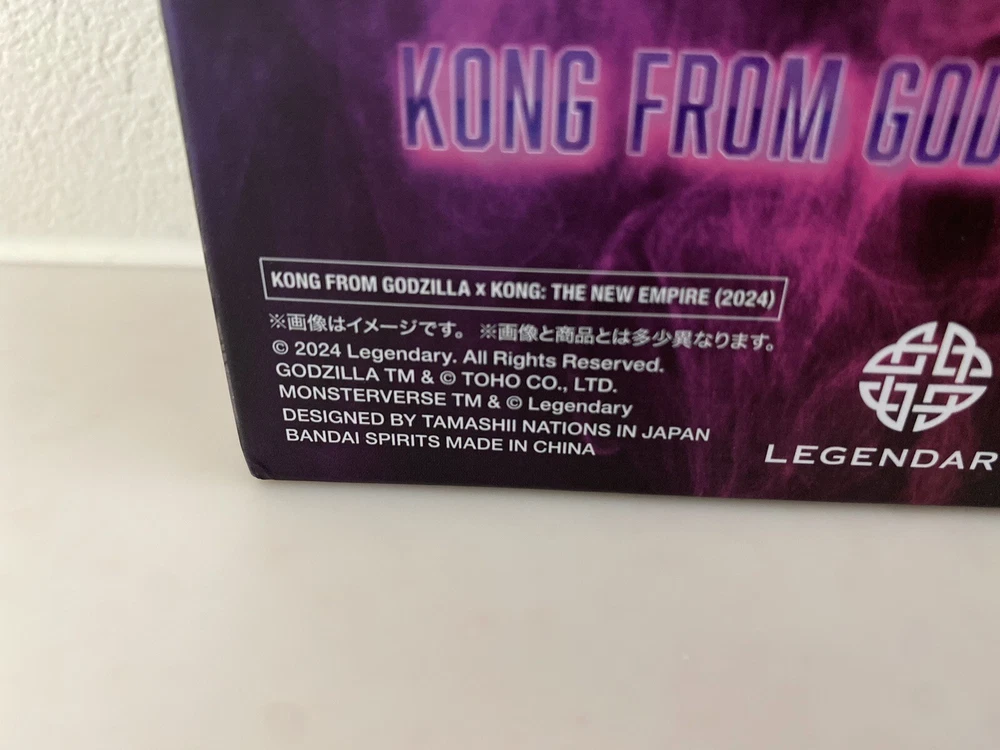 KONG FROM GOD
KONG FROM GODZILLA x KONG: THE NEW EMPIRE (2024)
※画像はイメージです。 ※画像と商品とは多少異なります。
© 2024 Legendary. All Rights Reserved.
GODZILLA TM & © TOHO CO., LTD.
MONSTERVERSE TM & © Legendary
DESIGNED BY TAMASHII NATIONS IN JAPAN
BANDAI SPIRITS MADE IN CHINA
LEGENDAR